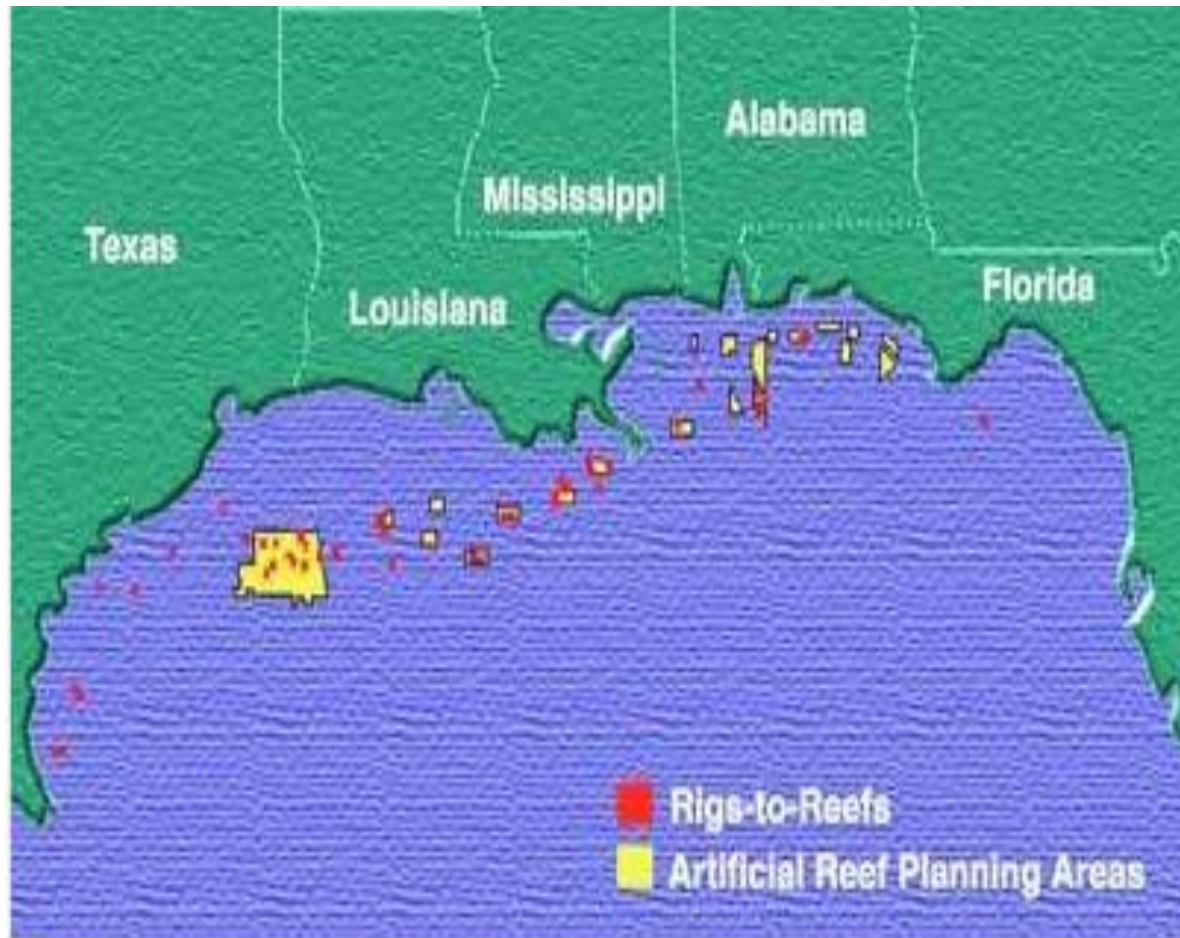 Alabama
Mississippi
Texas
Louisiana
Florida
Rigs-to-Reefs
Artificial Reef Planning Areas